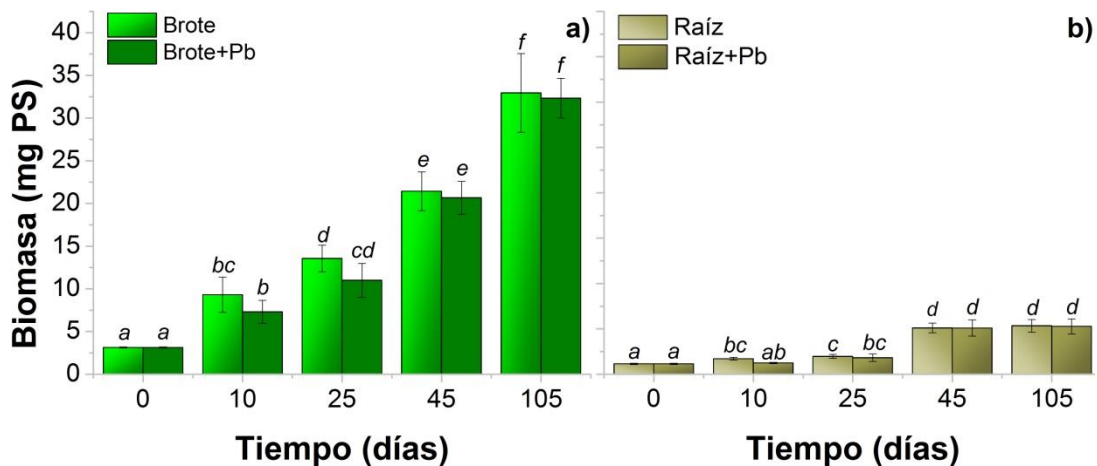 Biomasa (mg PS)
40
35
30
25
20
15
10
5
0
Brote
Brote+Pb
a)
a a bc b d cd e e f f
0 10 25 45 105
Tiempo (días)
Raíz
Raíz+Pb
b)
a a bc ab c bc d d d d
0 10 25 45 105
Tiempo (días)